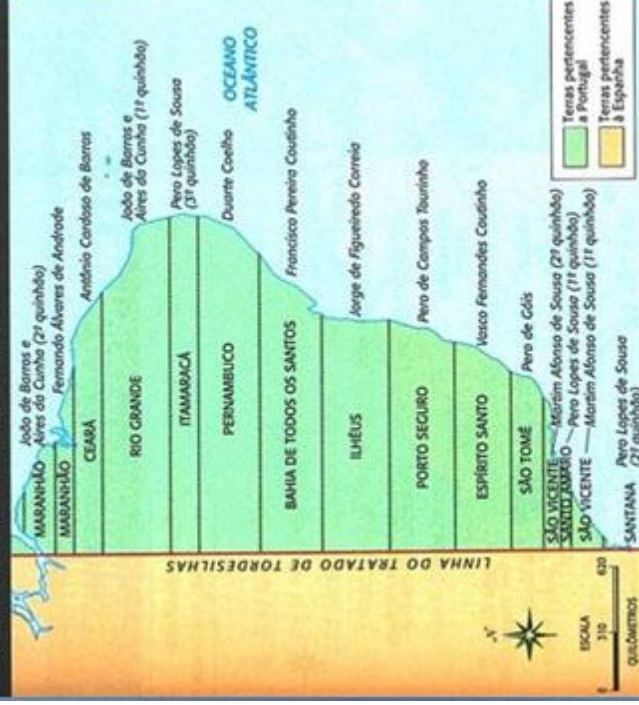 João de Barros e
Aires da Cunha (2º quinhão)
MARANHÃO
Fernando Álvares de Andrade
MARANHÃO
Antônio Cardoso de Barros
CEARÁ
João de Barros e
Aires da Cunha (1º quinhão)
RIO GRANDE
Pero Lopes de Sousa
(3º quinhão)
ITAMARACÁ
Duarte Coelho
PERNAMBUCO
OCEANO
ATLÂNTICO
Francisco Pereira Coutinho
BAHIA DE TODOS OS SANTOS
Jorge de Figueiredo Correia
ILHÉUS
Pero de Campos Tourinho
PORTO SEGURO
Vasco Fernandes Coutinho
ESPÍRITO SANTO
Pero de Góis
SÃO TOMÉ
SÃO VICENTE
Martim Afonso de Sousa (2º quinhão)
SANTO AMARO
Pero Lopes de Sousa (1º quinhão)
SÃO VICENTE
Martim Afonso de Sousa (1º quinhão)
SANTANA
Pero Lopes de Sousa
(2º quinhão)
LINHA DO TRATADO DE TORDESILHAS
N
ESCALA
0 310 620
QUILÔMETROS
Terras pertencentes
a Portugal
Terras pertencentes
à Espanha